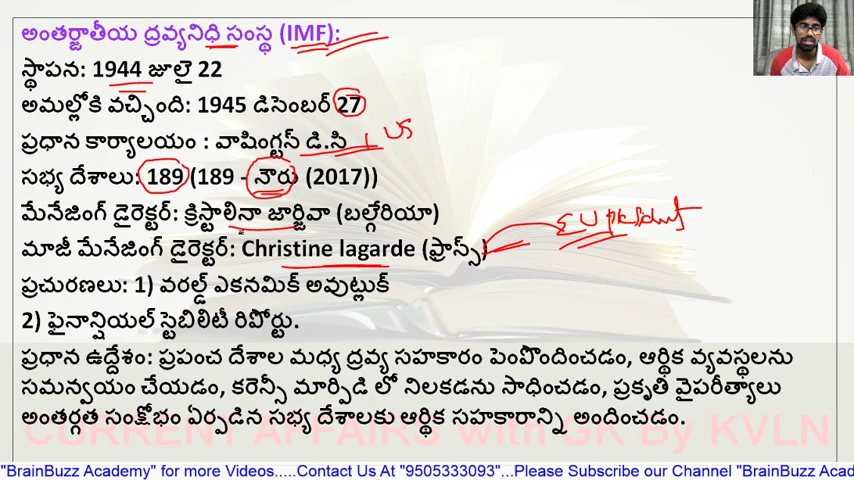 అంతర్జాతీయ ద్రవ్యనిధి సంస్థ (IMF):
స్థాపన: 1944 జూలై 22
అమల్లోకి వచ్చింది: 1945 డిసెంబర్ 27
ప్రధాన కార్యాలయం : వాషింగ్టన్ డి.సి US
సభ్య దేశాలు: 189 (189 - నౌరు (2017))
మేనేజింగ్ డైరెక్టర్: క్రిస్టాలినా జార్జివా (బల్గేరియా)
మాజీ మేనేజింగ్ డైరెక్టర్: Christine lagarde (ఫ్రాన్స్) EU
ప్రచురణలు: 1) వరల్డ్ ఎకనమిక్ అవుట్లుక్
2) ఫైనాన్షియల్ స్టెబిలిటీ రిపోర్టు.
ప్రధాన ఉద్దేశం: ప్రపంచ దేశాల మధ్య ద్రవ్య సహకారం పెంపొందించడం, ఆర్థిక వ్యవస్థలను
సమన్వయం చేయడం, కరెన్సీ మార్పిడి లో నిలకడను సాధించడం, ప్రకృతి వైపరీత్యాలు
అంతర్గత సంక్షోభం ఏర్పడిన సభ్య దేశాలకు ఆర్థిక సహకారాన్ని అందించడం.
CURRENT AFFAIRS with GK By KVLN
"BrainBuzz Academy" for more Videos.....Contact Us At "9505333093"...Please Subscribe our Channel "BrainBuzz Acad